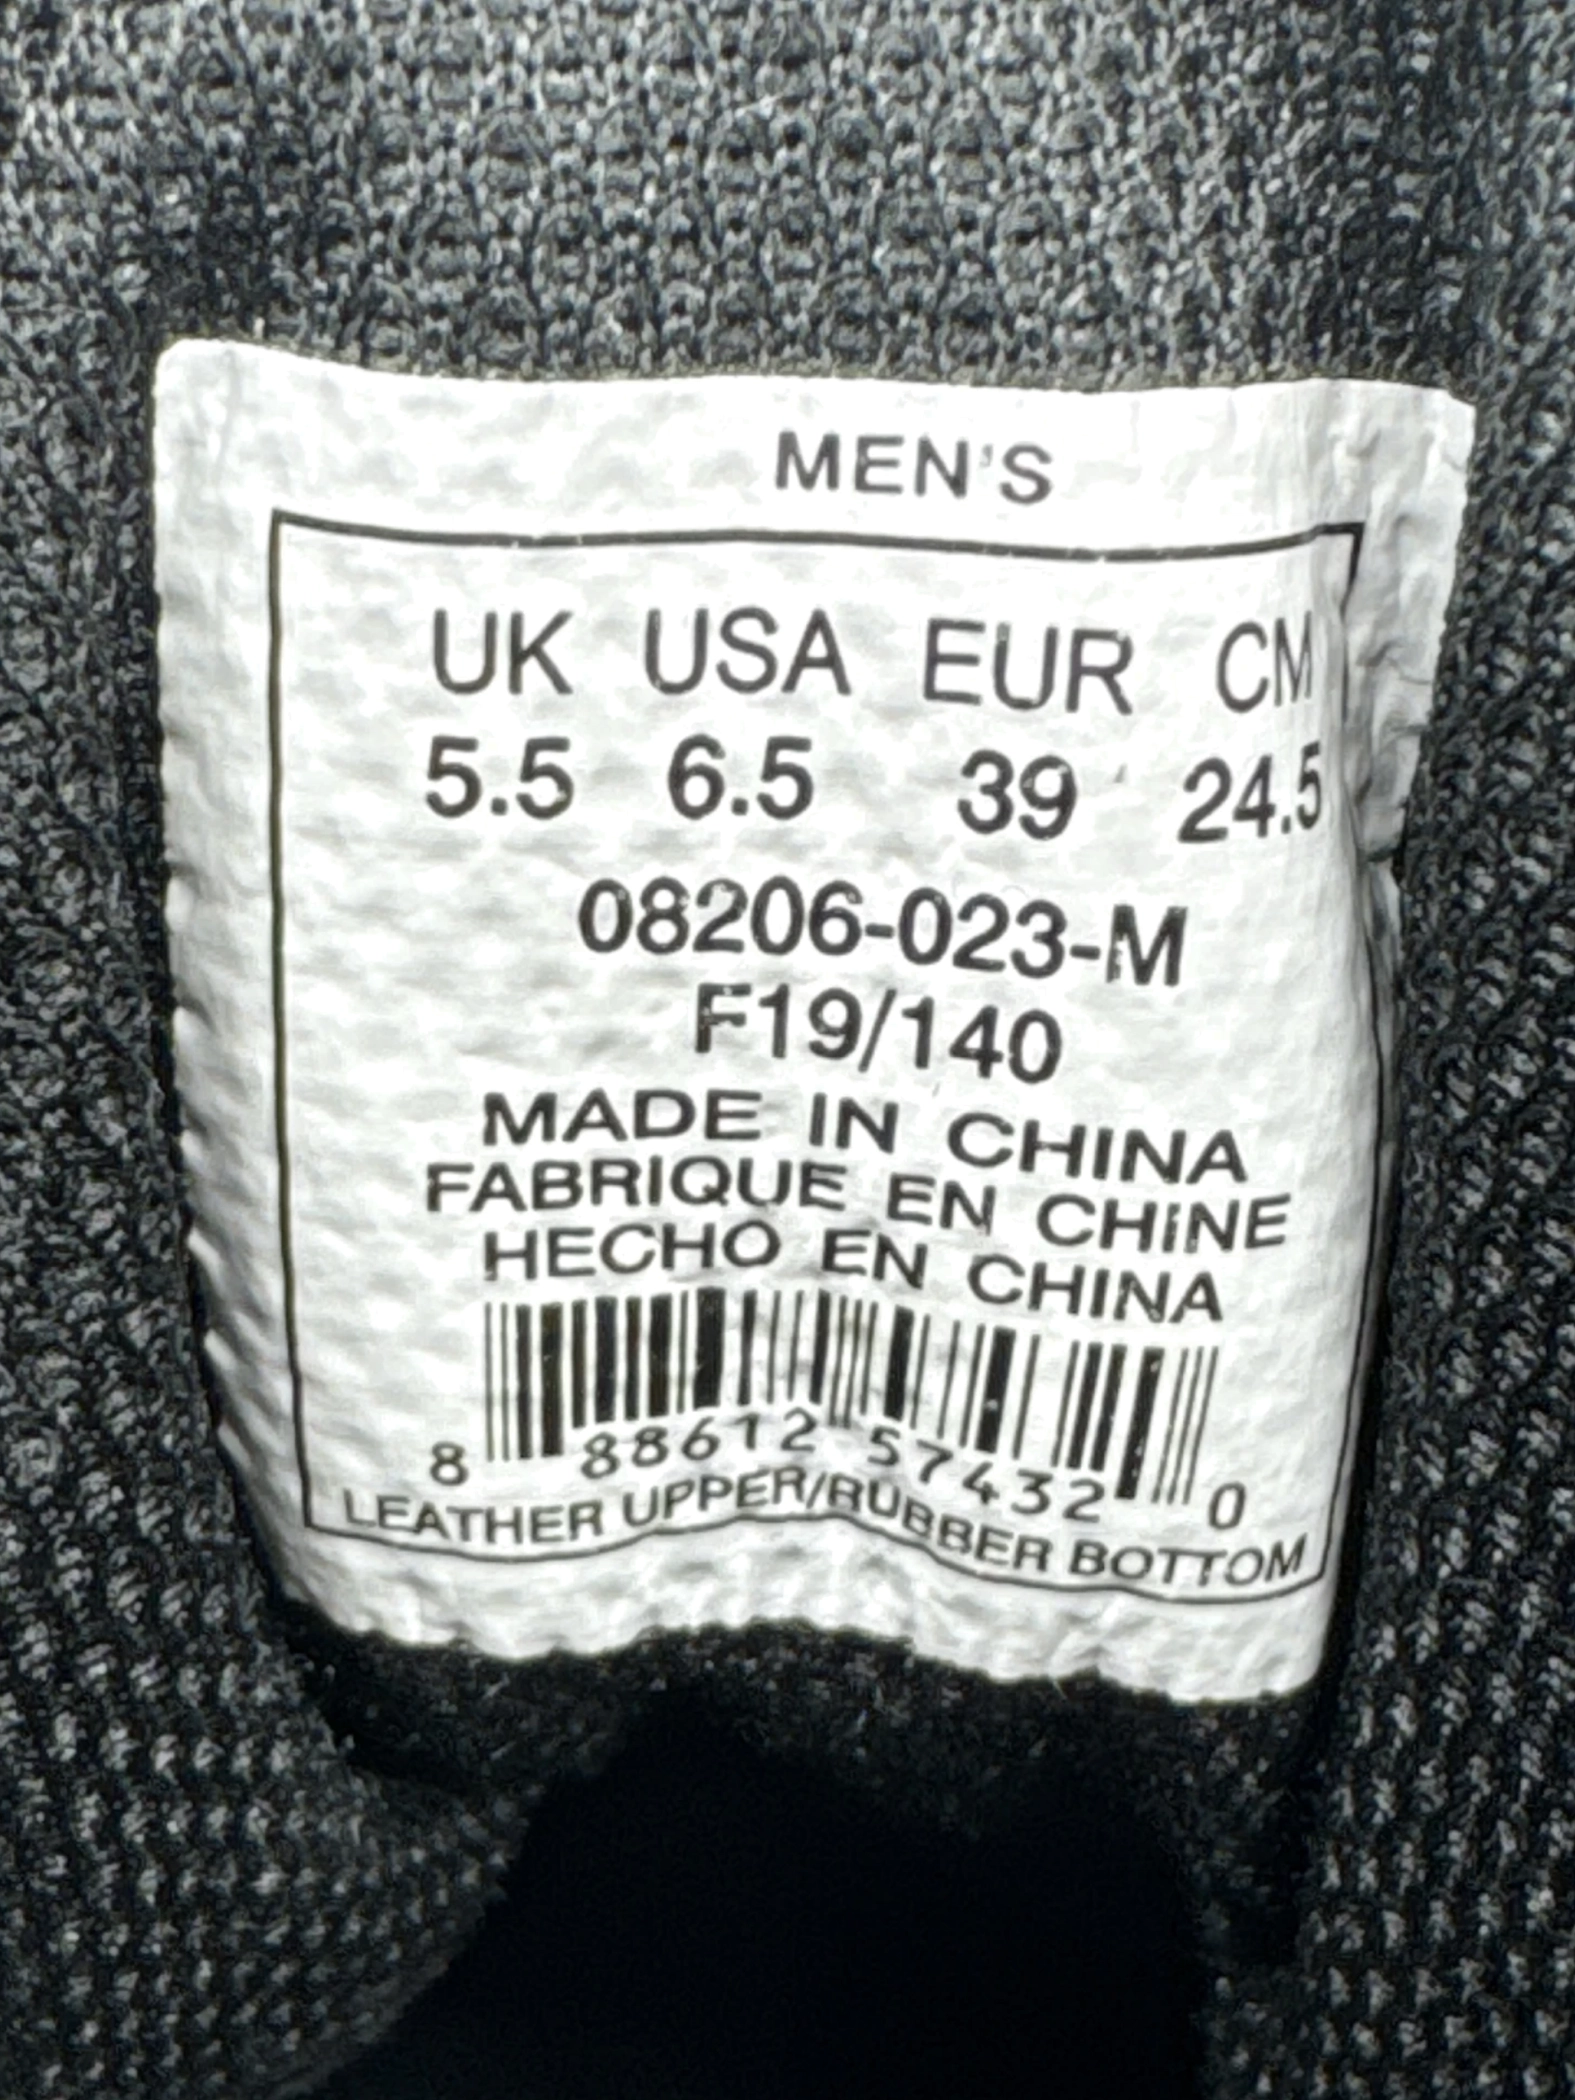 MEN'S
UK USA EUR CM
5.5 6.5 39 24.5
08206-023-M
F19/140
MADE IN CHINA
FABRIQUE EN CHINE
HECHO EN CHINA
8 88612 57432 0
LEATHER UPPER/RUBBER BOTTOM